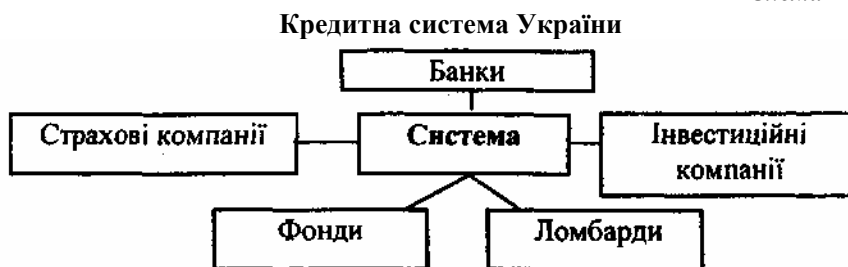 Кредитна система України
Банки
Страхові компанії
Система
Інвестиційні
компанії
Фонди
Ломбарди